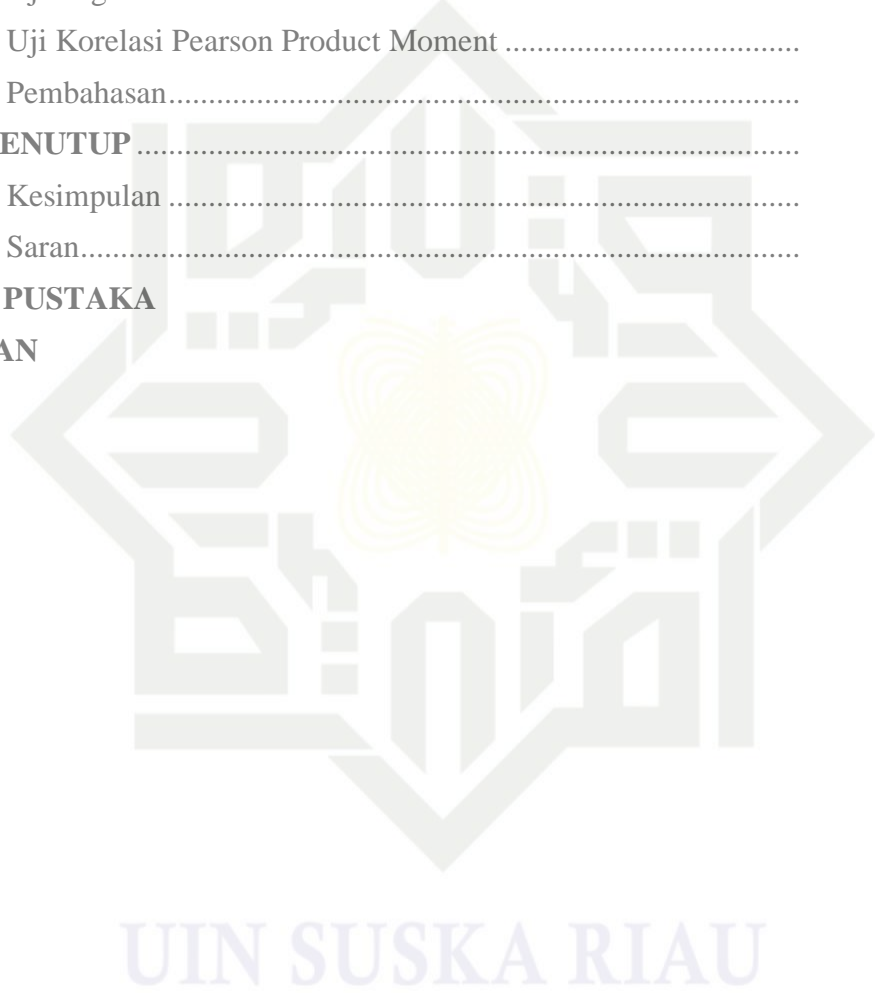 Uji Korelasi Pearson Product Moment ..................................
Pembahasan..........................................................................
ENUTUP ..............................................................................
Kesimpulan ..........................................................................
Saran....................................................................................
PUSTAKA
AN
UIN SUSKA RIAU